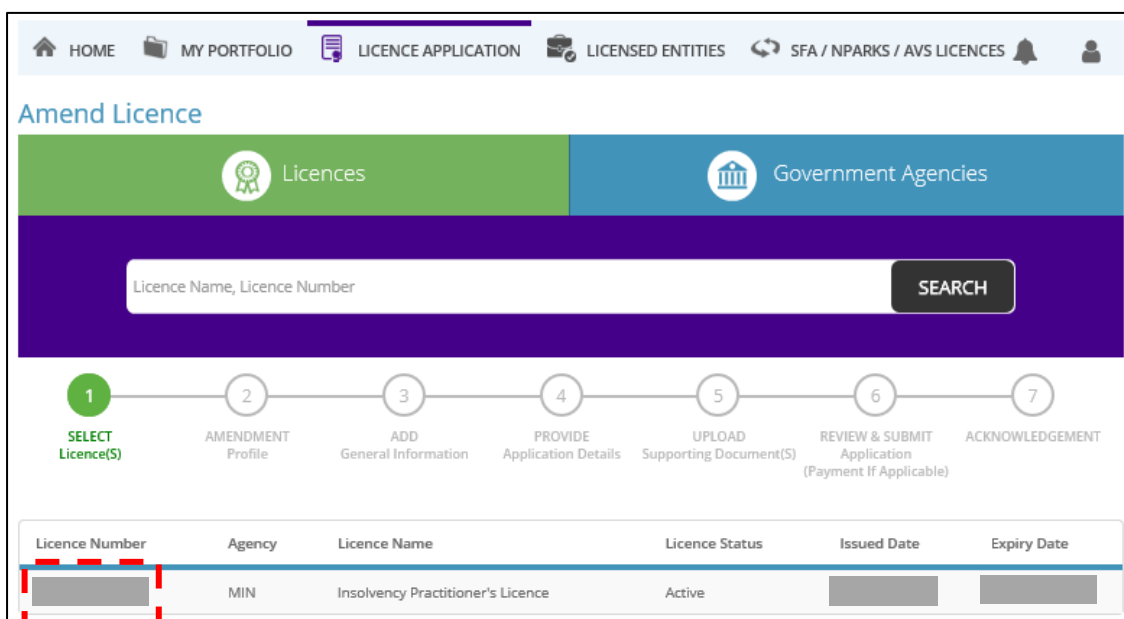 HOME MY PORTFOLIO LICENCE APPLICATION LICENSED ENTITIES SFA / NPARKS / AVS LICENCES
Amend Licence
Licences Government Agencies
Licence Name, Licence Number SEARCH
1 2 3 4 5 6 7
SELECT AMENDMENT ADD PROVIDE UPLOAD REVIEW & SUBMIT ACKNOWLEDGEMENT
Licence(S) Profile General Information Application Details Supporting Document(S) Application
(Payment If Applicable)
Licence Number Agency Licence Name Licence Status Issued Date Expiry Date
MIN Insolvency Practitioner's Licence Active